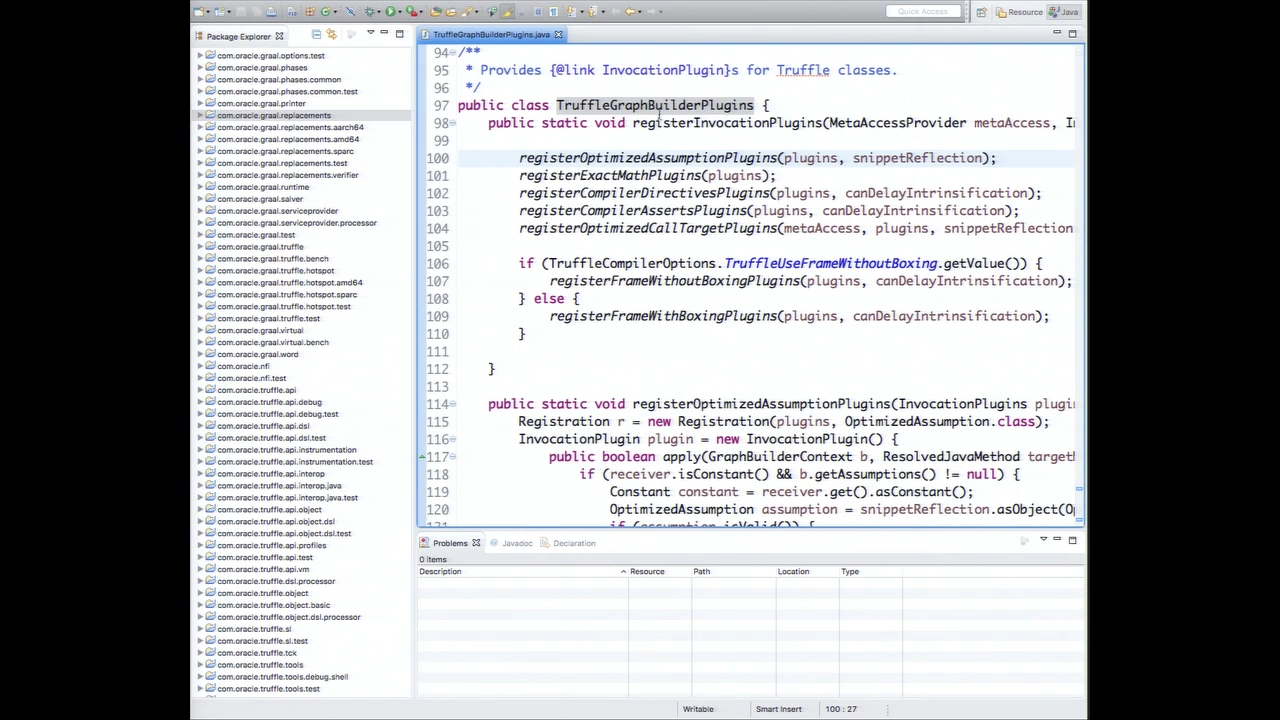 Quick Access
Resource
Java
Package Explorer
com.oracle.graal.options.test
com.oracle.graal.phases
com.oracle.graal.phases.common
com.oracle.graal.phases.common.test
com.oracle.graal.printer
com.oracle.graal.replacements
com.oracle.graal.replacements.aarch64
com.oracle.graal.replacements.amd64
com.oracle.graal.replacements.sparc
com.oracle.graal.replacements.test
com.oracle.graal.replacements.verifier
com.oracle.graal.runtime
com.oracle.graal.salver
com.oracle.graal.serviceprovider
com.oracle.graal.serviceprovider.processor
com.oracle.graal.test
com.oracle.graal.truffle
com.oracle.graal.truffle.bench
com.oracle.graal.truffle.hotspot
com.oracle.graal.truffle.hotspot.amd64
com.oracle.graal.truffle.hotspot.sparc
com.oracle.graal.truffle.hotspot.test
com.oracle.graal.truffle.test
com.oracle.graal.virtual
com.oracle.graal.virtual.bench
com.oracle.graal.word
com.oracle.nfi
com.oracle.nfi.test
com.oracle.truffle.api
com.oracle.truffle.api.debug
com.oracle.truffle.api.debug.test
com.oracle.truffle.api.dsl
com.oracle.truffle.api.dsl.test
com.oracle.truffle.api.instrumentation
com.oracle.truffle.api.instrumentation.test
com.oracle.truffle.api.interop
com.oracle.truffle.api.interop.java
com.oracle.truffle.api.interop.java.test
com.oracle.truffle.api.object
com.oracle.truffle.api.object.dsl
com.oracle.truffle.api.object.dsl.test
com.oracle.truffle.api.profiles
com.oracle.truffle.api.test
com.oracle.truffle.api.vm
com.oracle.truffle.dsl.processor
com.oracle.truffle.object
com.oracle.truffle.object.basic
com.oracle.truffle.object.dsl.processor
com.oracle.truffle.sl
com.oracle.truffle.sl.test
com.oracle.truffle.tck
com.oracle.truffle.tools
com.oracle.truffle.tools.debug.shell
com.oracle.truffle.tools.test
TruffleGraphBuilderPlugins.java
94 /**
95 * Provides {@link InvocationPlugin}s for Truffle classes.
96 */
97 public class TruffleGraphBuilderPlugins {
98 public static void registerInvocationPlugins(MetaAccessProvider metaAccess, I
99
100 registerOptimizedAssumptionPlugins(plugins, snippetReflection);
101 registerExactMathPlugins(plugins);
102 registerCompilerDirectivesPlugins(plugins, canDelayIntrinsification);
103 registerCompilerAssertsPlugins(plugins, canDelayIntrinsification);
104 registerOptimizedCallTargetPlugins(metaAccess, plugins, snippetReflection
105
106 if (TruffleCompilerOptions.TruffleUseFrameWithoutBoxing.getValue()) {
107 registerFrameWithoutBoxingPlugins(plugins, canDelayIntrinsification);
108 } else {
109 registerFrameWithBoxingPlugins(plugins, canDelayIntrinsification);
110 }
111
112 }
113
114 public static void registerOptimizedAssumptionPlugins(InvocationPlugins plugin
115 Registration r = new Registration(plugins, OptimizedAssumption.class);
116 InvocationPlugin plugin = new InvocationPlugin() {
117 public boolean apply(GraphBuilderContext b, ResolvedJavaMethod target
118 if (receiver.isConstant() && b.getAssumptions() != null) {
119 Constant constant = receiver.get().asConstant();
120 OptimizedAssumption assumption = snippetReflection.asObject(O
121 if (assumption.isValid()) {
Problems
Javadoc
Declaration
0 items
Description Resource Path Location Type
Writable Smart Insert 100 : 27